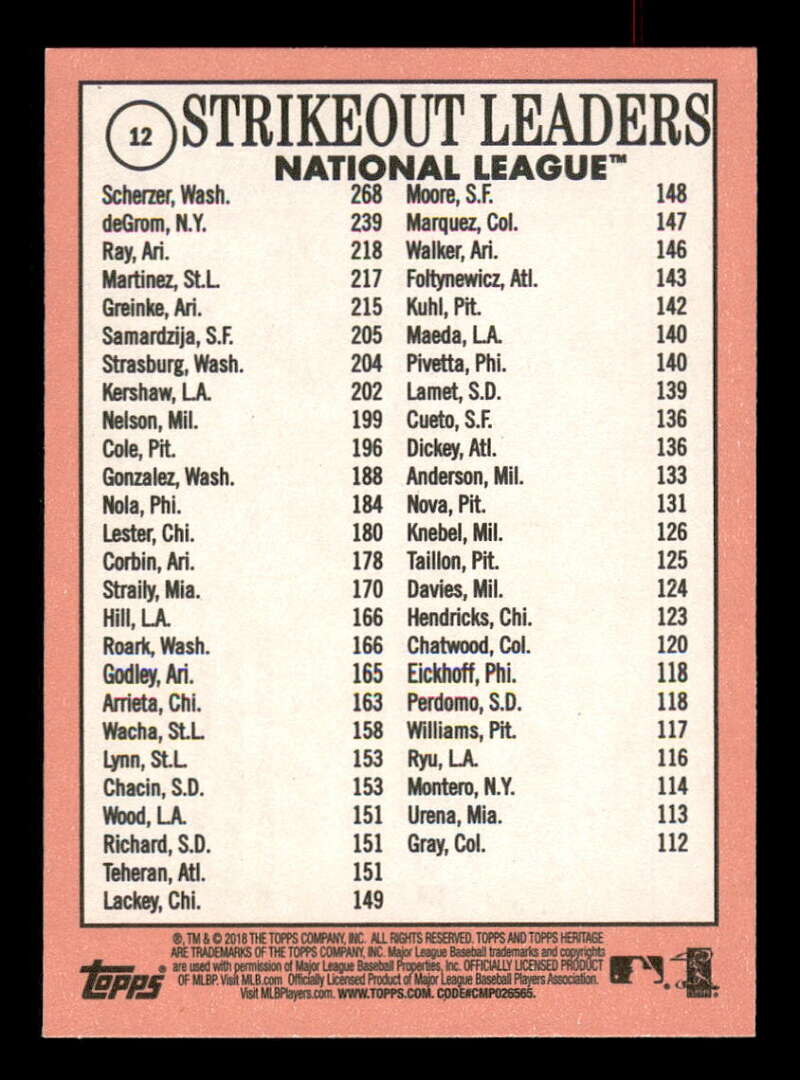 12
STRIKEOUT LEADERS
NATIONAL LEAGUE™
Scherzer, Wash. 268
deGrom, N.Y. 239
Ray, Ari. 218
Martinez, St.L. 217
Greinke, Ari. 215
Samardzija, S.F. 205
Strasburg, Wash. 204
Kershaw, L.A. 202
Nelson, Mil. 199
Cole, Pit. 196
Gonzalez, Wash. 188
Nola, Phi. 184
Lester, Chi. 180
Corbin, Ari. 178
Straily, Mia. 170
Hill, L.A. 166
Roark, Wash. 166
Godley, Ari. 165
Arrieta, Chi. 163
Wacha, St.L. 158
Lynn, St.L. 153
Chacin, S.D. 153
Wood, L.A. 151
Richard, S.D. 151
Teheran, Atl. 151
Lackey, Chi. 149
Moore, S.F. 148
Marquez, Col. 147
Walker, Ari. 146
Foltynewicz, Atl. 143
Kuhl, Pit. 142
Maeda, L.A. 140
Pivetta, Phi. 140
Lamet, S.D. 139
Cueto, S.F. 136
Dickey, Atl. 136
Anderson, Mil. 133
Nova, Pit. 131
Knebel, Mil. 126
Taillon, Pit. 125
Davies, Mil. 124
Hendricks, Chi. 123
Chatwood, Col. 120
Eickhoff, Phi. 118
Perdomo, S.D. 118
Williams, Pit. 117
Ryu, L.A. 116
Montero, N.Y. 114
Urena, Mia. 113
Gray, Col. 112
®, TM & © 2018 THE TOPPS COMPANY, INC. ALL RIGHTS RESERVED. TOPPS AND TOPPS HERITAGE
ARE TRADEMARKS OF THE TOPPS COMPANY, INC. Major League Baseball trademarks and copyrights
are used with permission of Major League Baseball Properties, Inc. OFFICIALLY LICENSED PRODUCT
OF MLBP. Visit MLB.com Officially Licensed Product of Major League Baseball Players Association.
Visit MLBPlayers.com. WWW.TOPPS.COM. CODE#CMP026565.
topps®